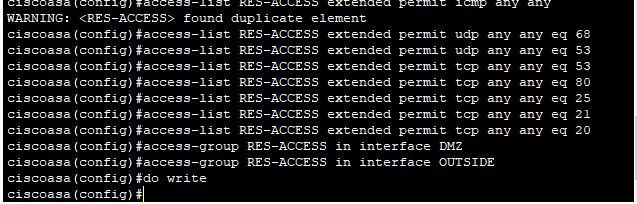 ciscoasa(config)#access-list RES-ACCESS extended permit icmp any any
WARNING: <RES-ACCESS> found duplicate element
ciscoasa(config)#access-list RES-ACCESS extended permit udp any any eq 68
ciscoasa(config)#access-list RES-ACCESS extended permit udp any any eq 53
ciscoasa(config)#access-list RES-ACCESS extended permit tcp any any eq 53
ciscoasa(config)#access-list RES-ACCESS extended permit tcp any any eq 80
ciscoasa(config)#access-list RES-ACCESS extended permit tcp any any eq 25
ciscoasa(config)#access-list RES-ACCESS extended permit tcp any any eq 21
ciscoasa(config)#access-list RES-ACCESS extended permit tcp any any eq 20
ciscoasa(config)#access-group RES-ACCESS in interface DMZ
ciscoasa(config)#access-group RES-ACCESS in interface OUTSIDE
ciscoasa(config)#do write
ciscoasa(config)#